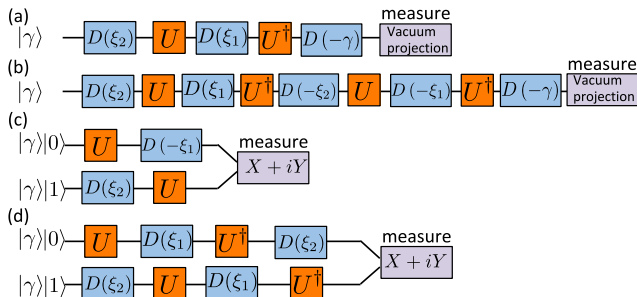 (a)
measure
|γ⟩ D(ξ₂) U D(ξ₁) U† D(−γ) Vacuum projection
measure
(b)
|γ⟩ D(ξ₂) U D(ξ₁) U† D(−ξ₂) U D(−ξ₁) U† D(−γ) Vacuum projection
(c)
|γ⟩|0⟩ U D(−ξ₁)
measure
X + iY
|γ⟩|1⟩ D(ξ₂) U
(d)
|γ⟩|0⟩ U D(ξ₁) U† D(ξ₂)
measure
X + iY
|γ⟩|1⟩ D(ξ₂) U D(ξ₁) U†